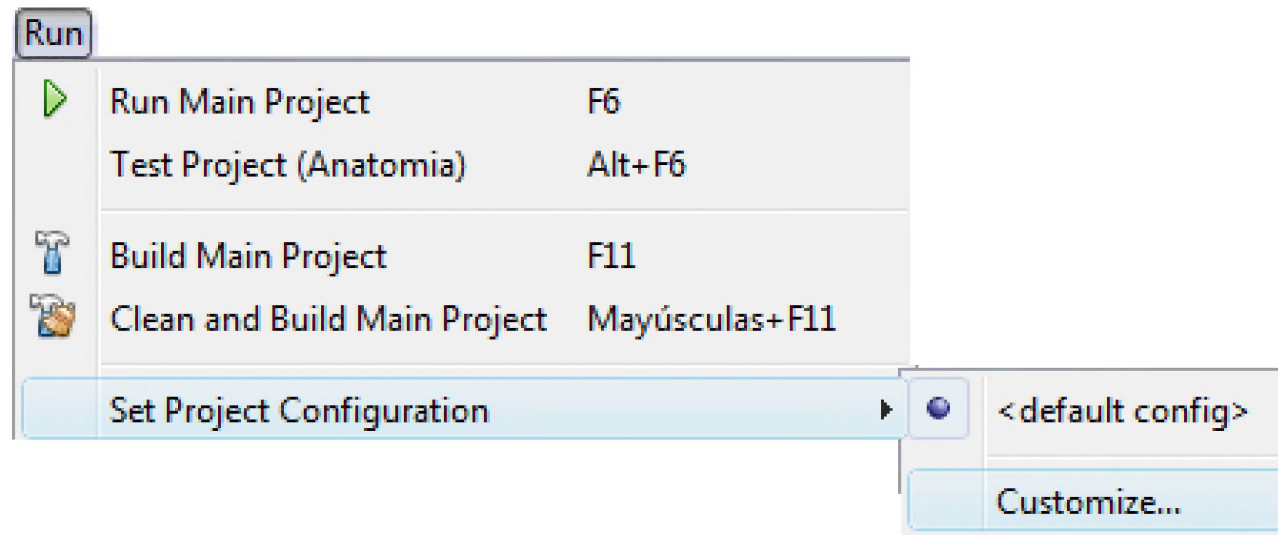 Run
Run Main Project F6
Test Project (Anatomia) Alt+F6
Build Main Project F11
Clean and Build Main Project Mayúsculas+F11
Set Project Configuration
<default config>
Customize...